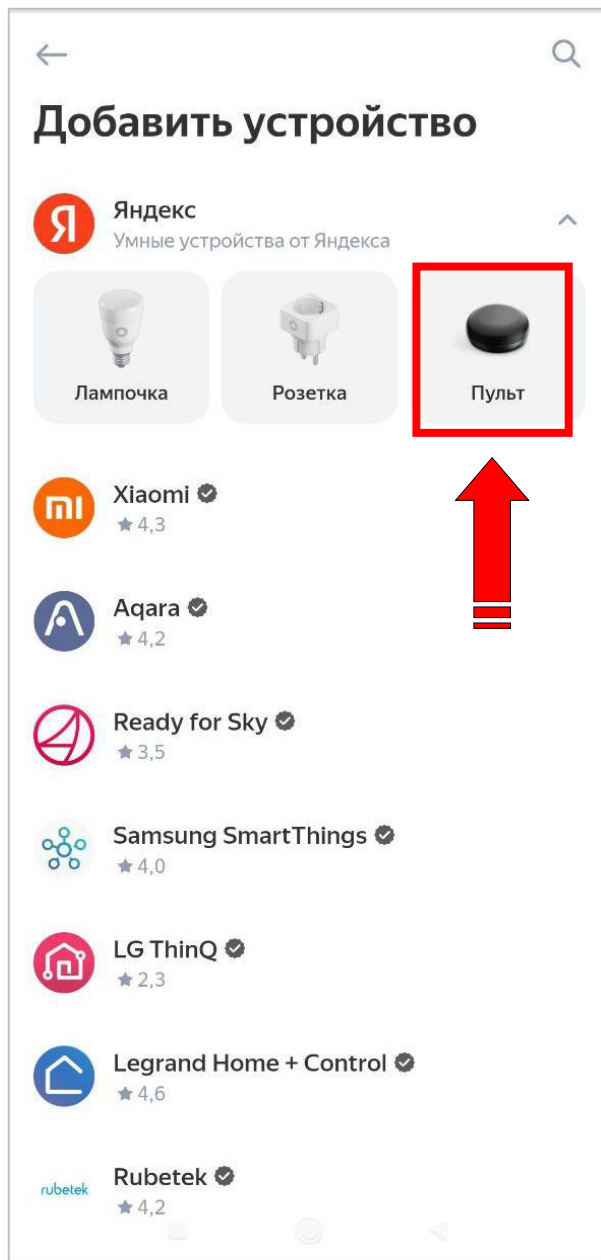 Добавить устройство
Я
Яндекс
Умные устройства от Яндекса
Лампочка
Розетка
Пульт
Xiaomi
4,3
Aqara
4,2
Ready for Sky
3,5
Samsung SmartThings
4,0
LG ThinQ
2,3
Legrand Home + Control
4,6
rubetek
Rubetek
4,2